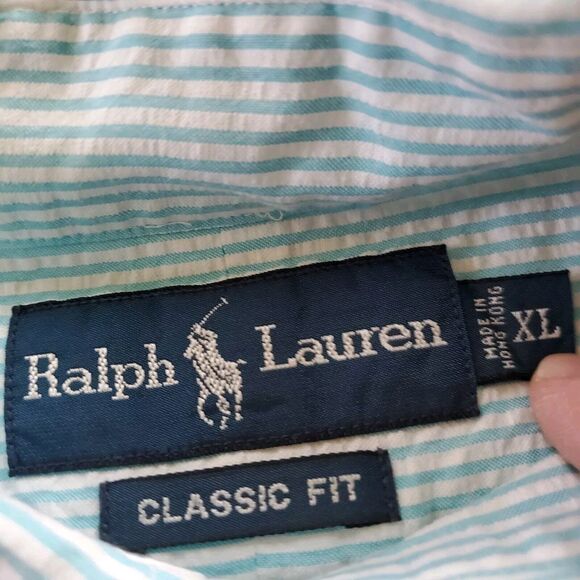 Ralph Lauren
MADE IN
HONG KONG
XL
CLASSIC FIT